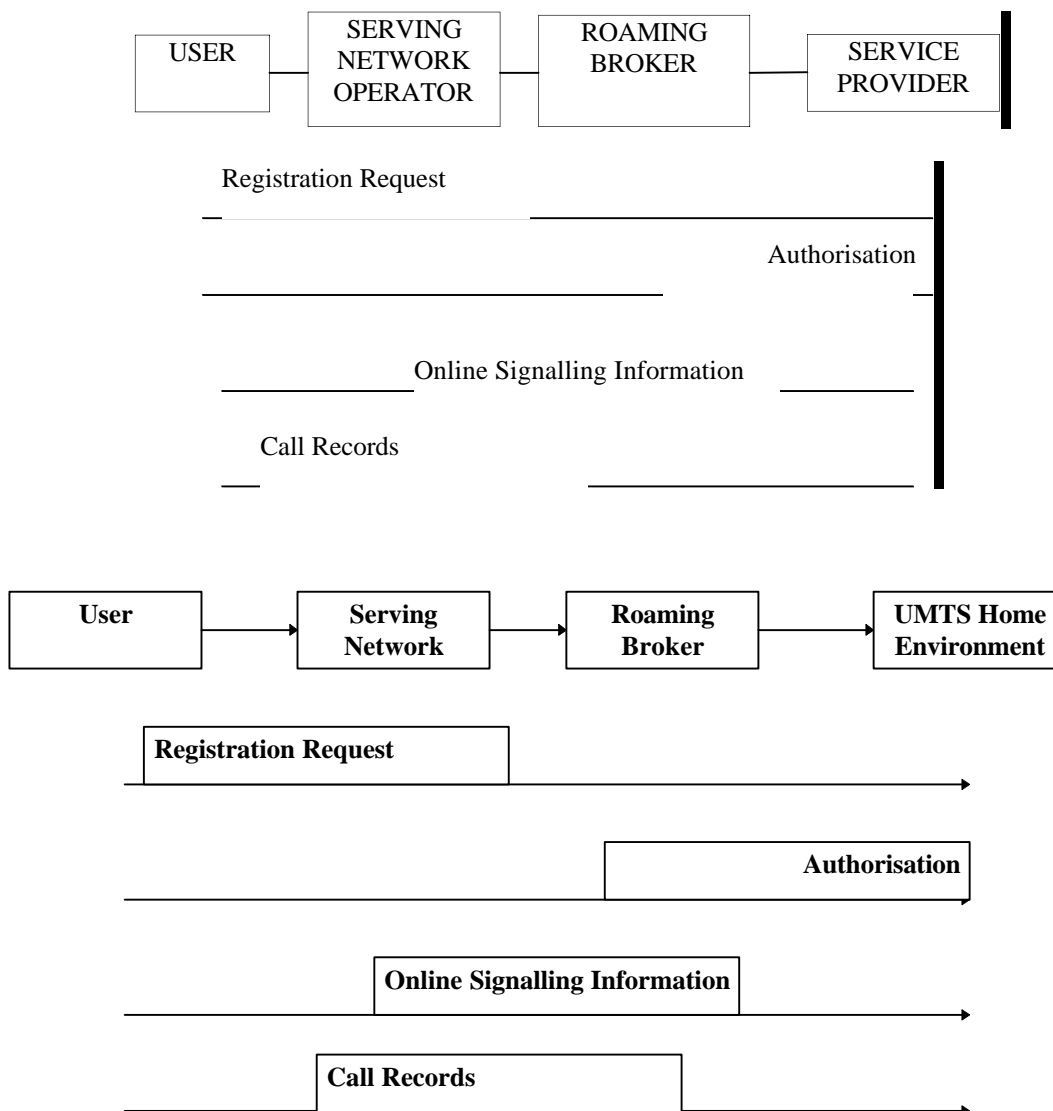 USER
SERVING
NETWORK
OPERATOR
ROAMING
BROKER
SERVICE
PROVIDER
Registration Request
Authorisation
Online Signalling Information
Call Records
User
Serving
Network
Roaming
Broker
UMTS Home
Environment
Registration Request
Authorisation
Online Signalling Information
Call Records